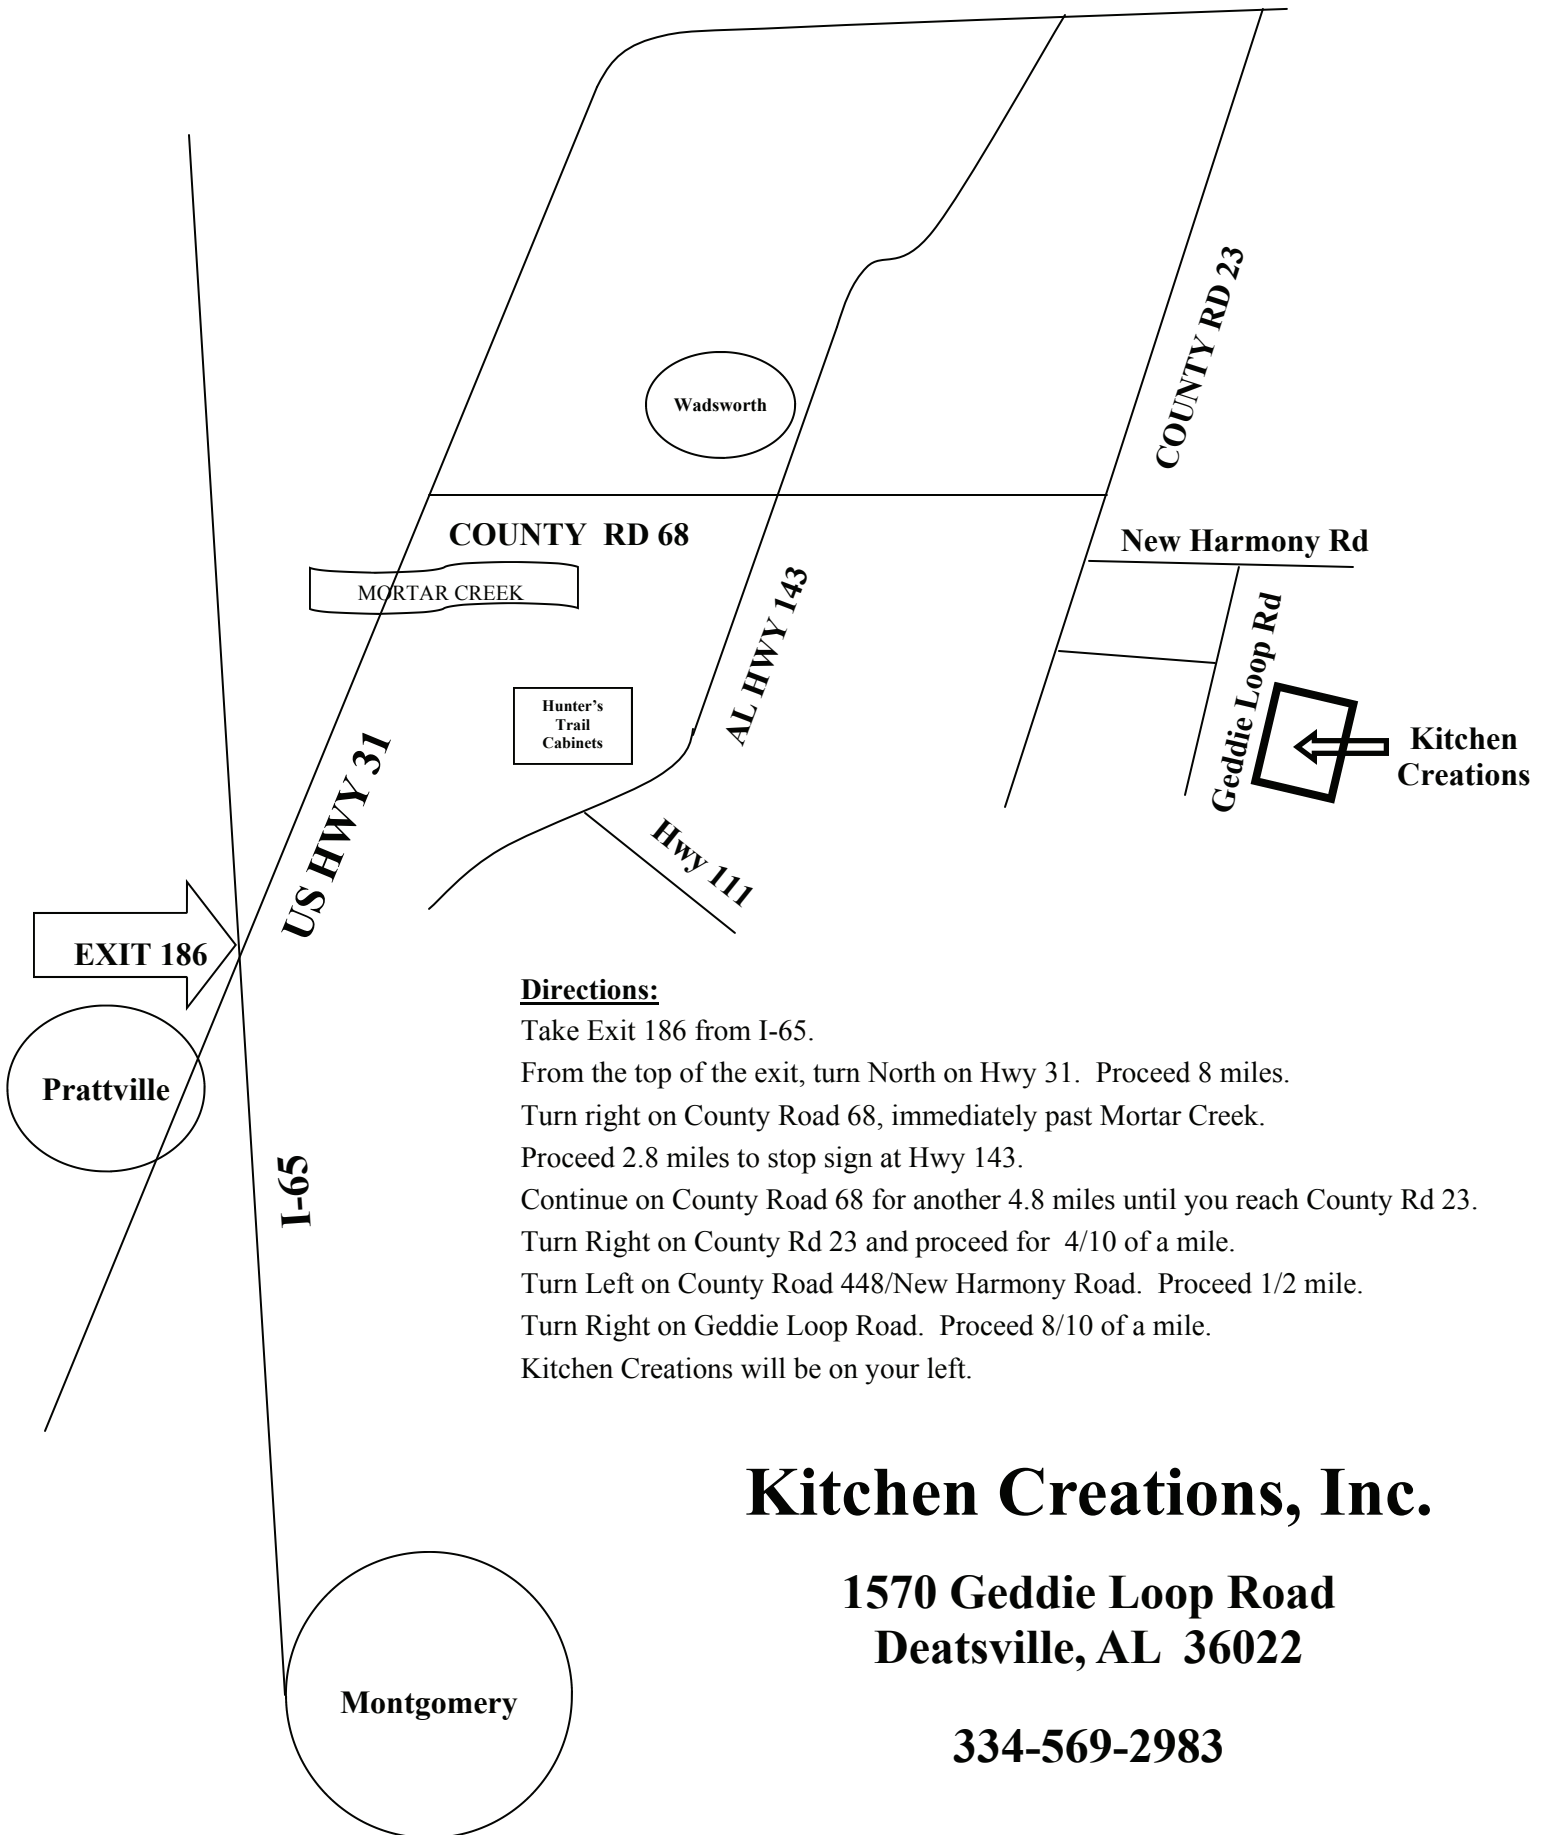 COUNTY RD 23
Wadsworth
COUNTY  RD 68
New Harmony Rd
MORTAR CREEK
AL HWY 143
Geddie Loop Rd
Hunter’s
Trail
Cabinets
Kitchen
Creations
US HWY 31
Hwy 111
EXIT 186
Prattville
I-65
Directions:
Take Exit 186 from I-65.
From the top of the exit, turn North on Hwy 31.  Proceed 8 miles.
Turn right on County Road 68, immediately past Mortar Creek.
Proceed 2.8 miles to stop sign at Hwy 143.
Continue on County Road 68 for another 4.8 miles until you reach County Rd 23.
Turn Right on County Rd 23 and proceed for  4/10 of a mile.
Turn Left on County Road 448/New Harmony Road.  Proceed 1/2 mile.
Turn Right on Geddie Loop Road.  Proceed 8/10 of a mile.
Kitchen Creations will be on your left.
Kitchen Creations, Inc.
1570 Geddie Loop Road
Deatsville, AL  36022
Montgomery
334-569-2983